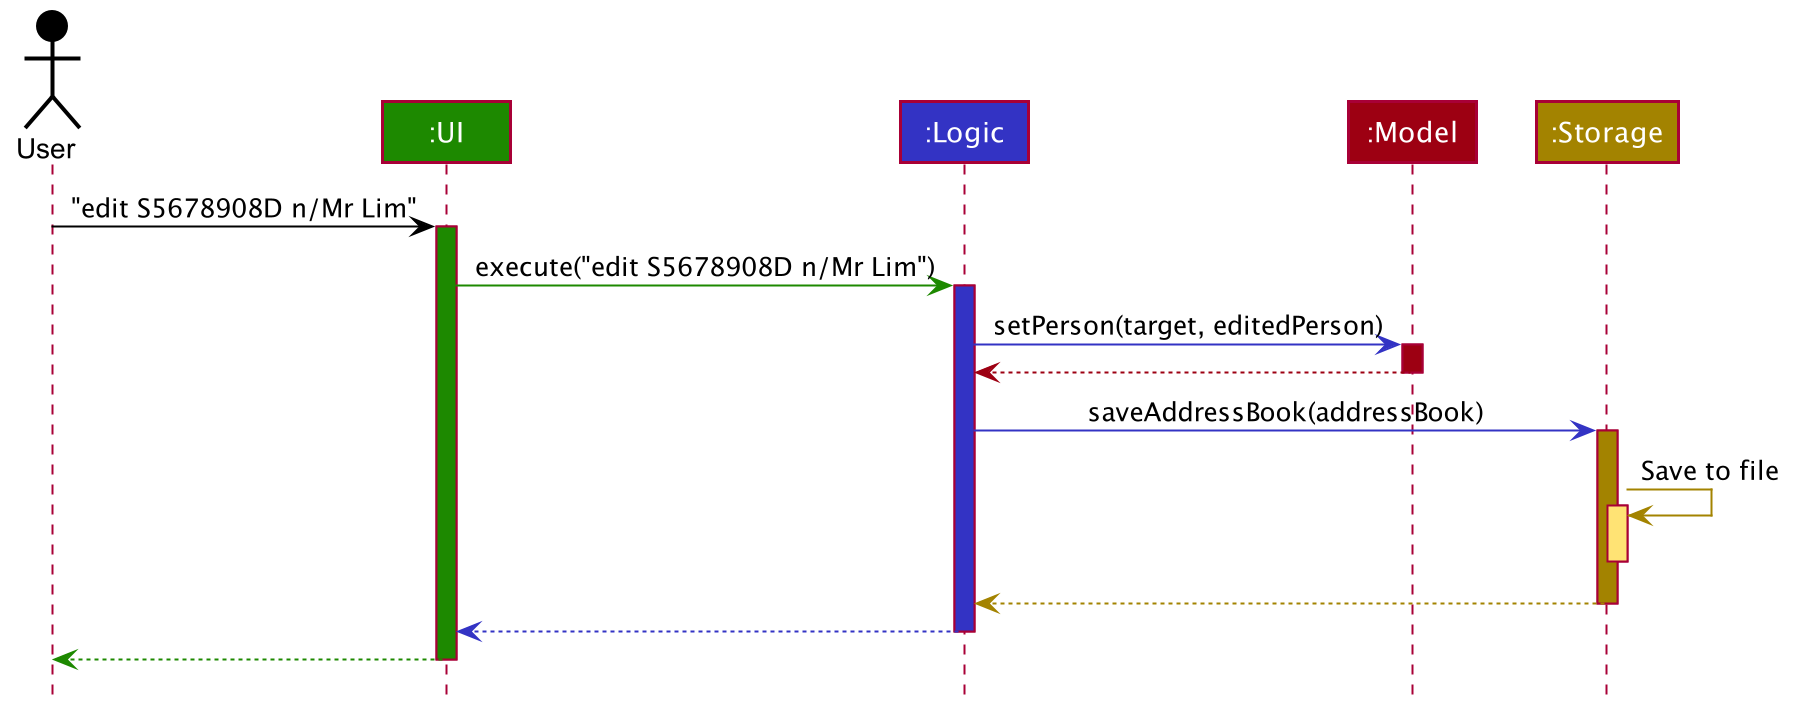 User
:UI
:Logic
:Model
:Storage
"edit S5678908D n/Mr Lim"
execute("edit S5678908D n/Mr Lim")
setPerson(target, editedPerson)
saveAddressBook(addressBook)
Save to file